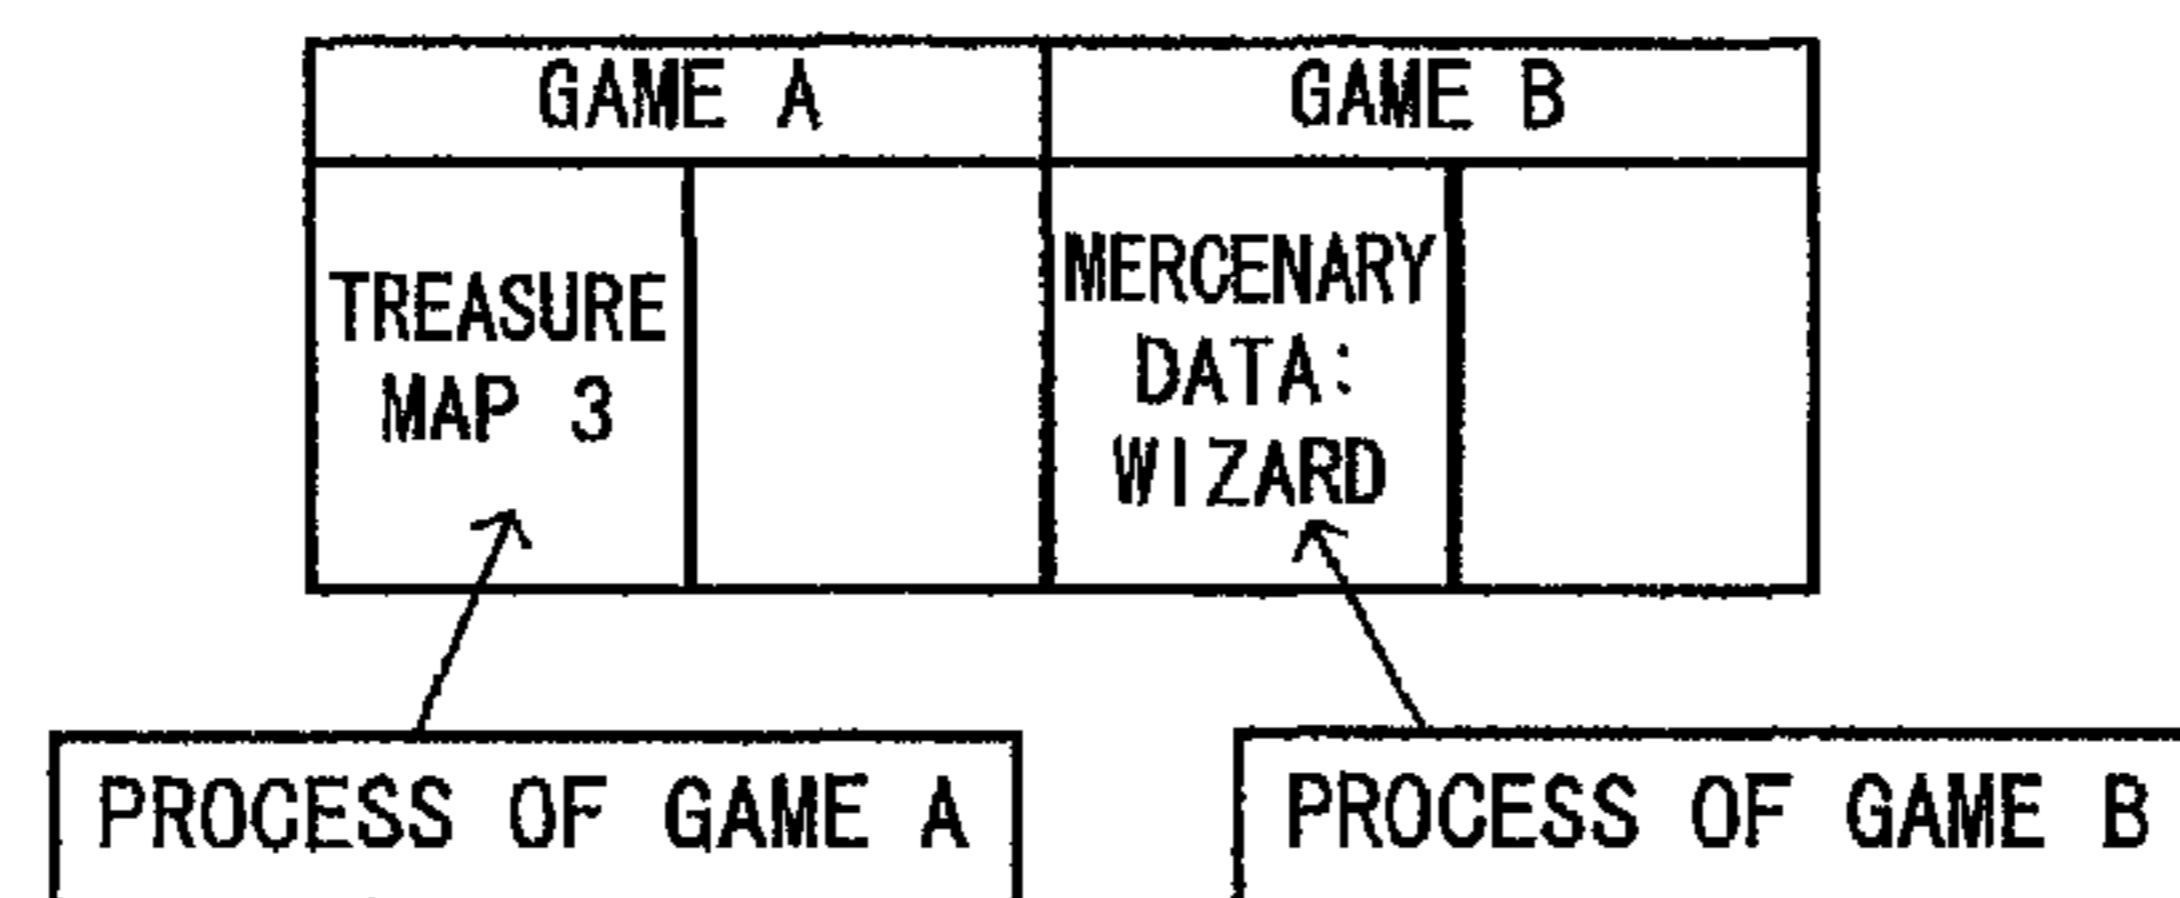 GAME A
GAME B
TREASURE
MAP 3
MERCENARY
DATA:
WIZARD
PROCESS OF GAME A
PROCESS OF GAME B